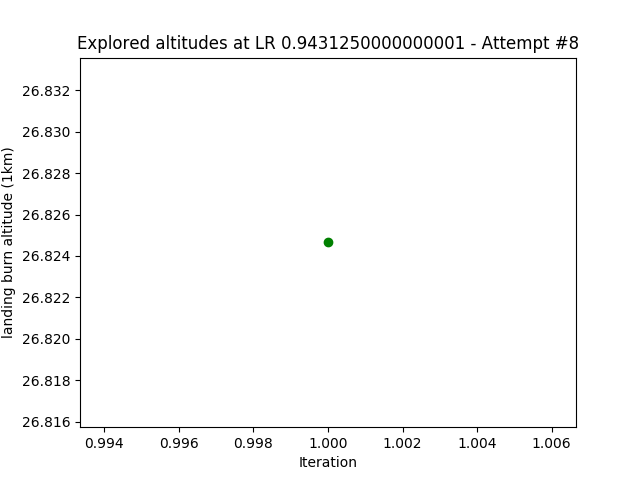 Explored altitudes at LR 0.9431250000000001 - Attempt #8
landing burn altitude (1km)
26.832
26.830
26.828
26.826
26.824
26.822
26.820
26.818
26.816
0.994 0.996 0.998 1.000 1.002 1.004 1.006
Iteration